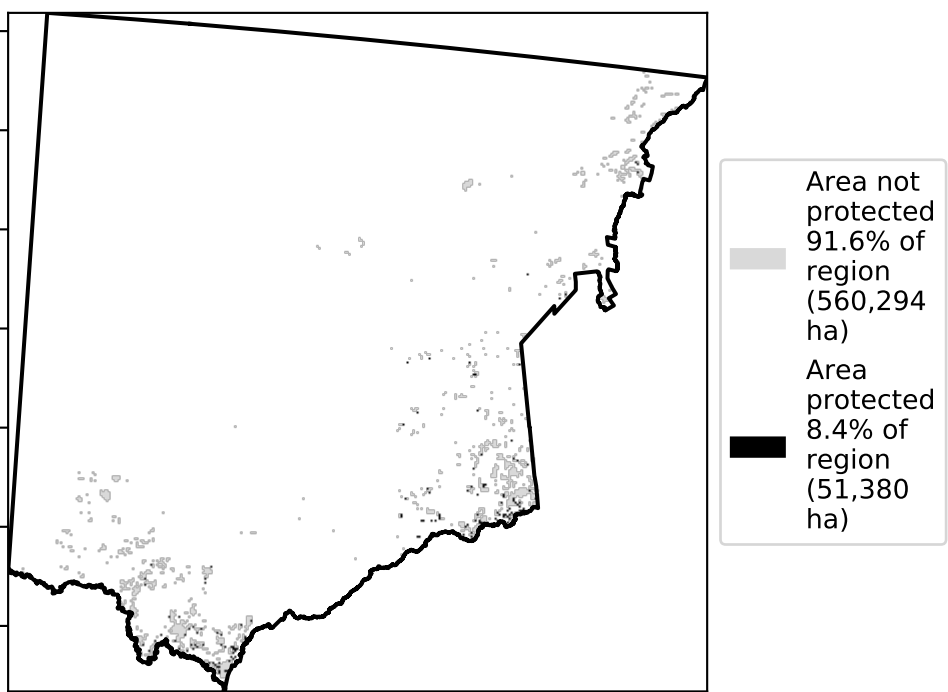 Area not
protected
91.6% of
region
(560,294
ha)
Area
protected
8.4% of
region
(51,380
ha)